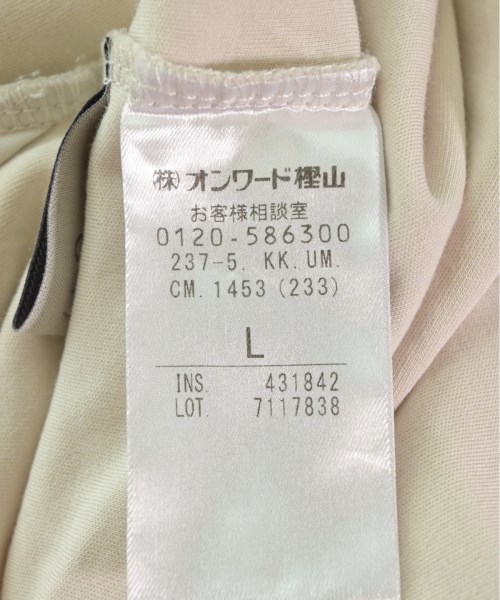 ㈱オンワード樫山
お客様相談室
0120-586300
237-5. KK. UM.
CM. 1453 (233)
L
INS. 431842
LOT. 7117838